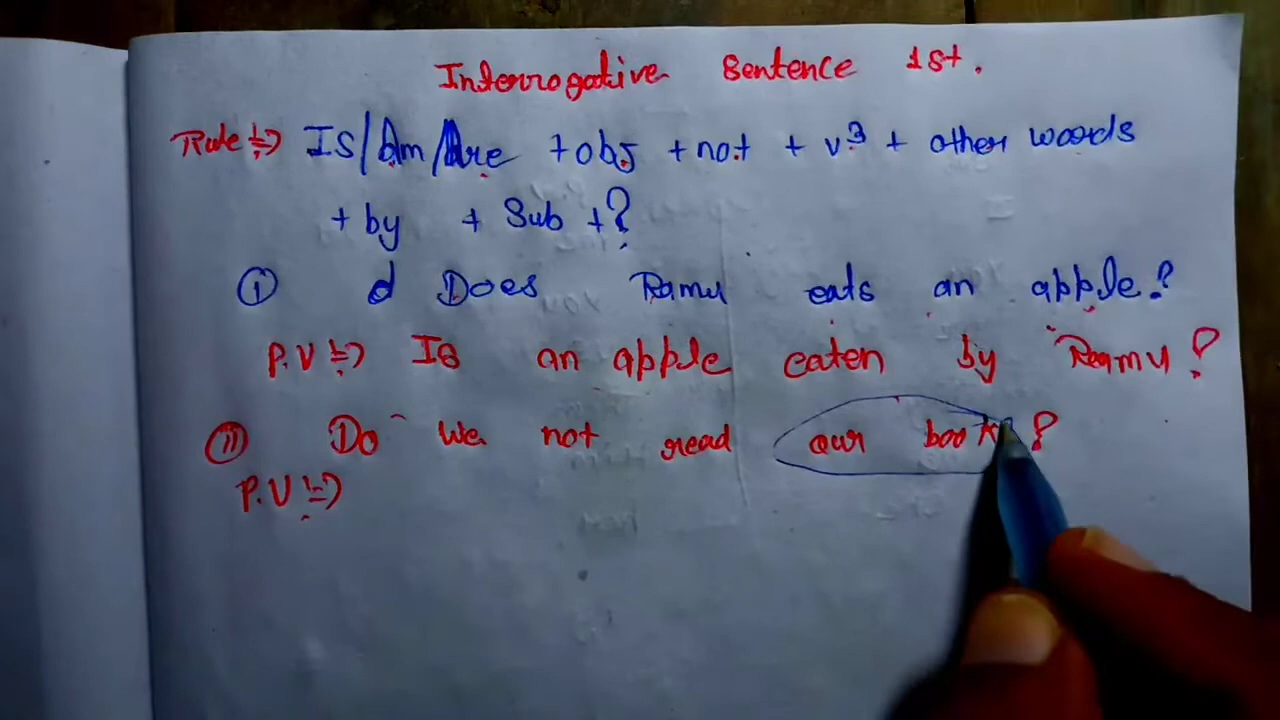 Interrogative Sentence 1st.
Rule => Is/Am/Are + obj + not + v³ + other words
+ by + Sub + ?
(i) d Does Ramu eats an apple?
P.V => Is an apple eaten by Ramu?
(ii) Do we not read our book?
P.V =>